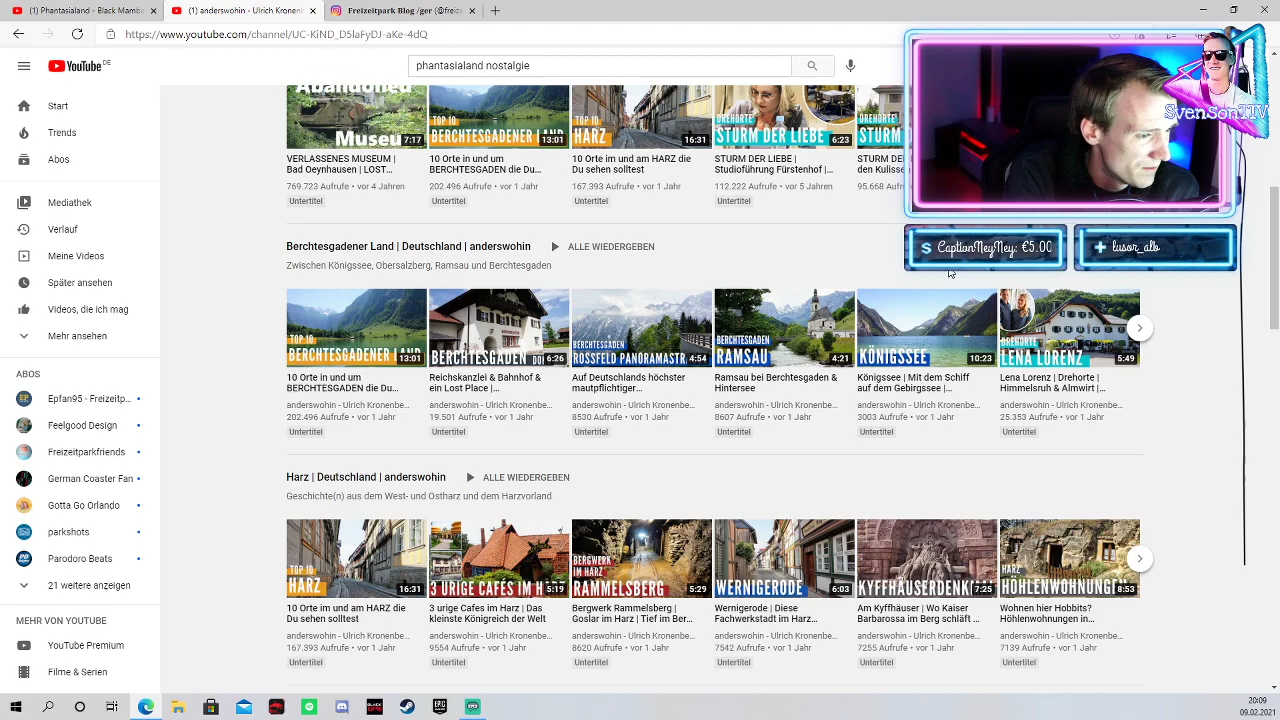 (1) Phantasialand - Black Mamb
(1) anderswohin - Ulrich Kronenbe
Freizeitpark Blog /ger (@freize
https://www.youtube.com/channel/UC-KiND_D5laFyDJ-aKe-4dQ
YouTube DE
phantasialand nostalgie
SvenSonTTV
Start
Trends
Abos
Mediathek
Verlauf
Meine Videos
Später ansehen
Videos, die ich mag
Mehr ansehen
ABOS
Epfan95 - Freizeitp...
Feelgood Design
Freizeitparkfriends
German Coaster Fan
Gotta Go Orlando
parkshots
Parodoro Beats
21 weitere anzeigen
MEHR VON YOUTUBE
YouTube Premium
Filme & Serien
Abandoned
Museu
7:17
TOP 10
BERCHTESGADENER LAND
13:01
TOP 10
HARZ
16:31
DREHORTE
STURM DER LIEBE
6:23
DREHORTE
STURM
VERLASSENES MUSEUM |
Bad Oeynhausen | LOST...
769.723 Aufrufe • vor 4 Jahren
Untertitel
10 Orte in und um
BERCHTESGADEN die Du...
202.496 Aufrufe • vor 1 Jahr
Untertitel
10 Orte im und am HARZ die
Du sehen solltest
167.393 Aufrufe • vor 1 Jahr
Untertitel
STURM DER LIEBE |
Studioführung Fürstenhof |...
112.222 Aufrufe • vor 5 Jahren
Untertitel
STURM DE
den Kuliss
95.668 Auf
Untertitel
CaptionNeyNey: €5.00
lusor_alo
Berchtesgadener Land | Deutschland | anderswohin
ALLE WIEDERGEBEN
Zwischen Königssee, Obersalzberg, Ramsau und Berchtesgaden
TOP 10
BERCHTESGADENER LAND
13:01
BERCHTESGADEN
6:26
BERCHTESGADEN
ROSSFELD PANORAMASTR
4:54
BERCHTESGADEN
RAMSAU
4:21
KÖNIGSSEE
10:23
DREHORTE
LENA LORENZ
5:49
10 Orte in und um
BERCHTESGADEN die Du...
anderswohin - Ulrich Kronenbe...
202.496 Aufrufe • vor 1 Jahr
Untertitel
Reichskanzlei & Bahnhof &
ein Lost Place |...
anderswohin - Ulrich Kronenbe...
19.501 Aufrufe • vor 1 Jahr
Untertitel
Auf Deutschlands höchster
mautpflichtiger...
anderswohin - Ulrich Kronenbe...
8530 Aufrufe • vor 1 Jahr
Untertitel
Ramsau bei Berchtesgaden &
Hintersee
anderswohin - Ulrich Kronenbe...
8607 Aufrufe • vor 1 Jahr
Untertitel
Königssee | Mit dem Schiff
auf dem Gebirgssee |...
anderswohin - Ulrich Kronenbe...
3003 Aufrufe • vor 1 Jahr
Untertitel
Lena Lorenz | Drehorte |
Himmelsruh & Almwirt |...
anderswohin - Ulrich Kronenbe...
25.353 Aufrufe • vor 1 Jahr
Untertitel
Harz | Deutschland | anderswohin
ALLE WIEDERGEBEN
Geschichte(n) aus dem West- und Ostharz und dem Harzvorland
TOP 10
HARZ
16:31
3 URIGE CAFÉS IM H
5:19
BERGWERK
IM HARZ
RAMMELSBERG
5:29
WERNIGERODE
6:03
KYFFHÄUSERDENKMAL
7:25
HARZ
HÖHLENWOHNUNGEN
8:53
10 Orte im und am HARZ die
Du sehen solltest
anderswohin - Ulrich Kronenbe...
167.393 Aufrufe • vor 1 Jahr
Untertitel
3 urige Cafes im Harz | Das
kleinste Königreich der Welt
anderswohin - Ulrich Kronenbe...
9554 Aufrufe • vor 1 Jahr
Untertitel
Bergwerk Rammelsberg |
Goslar im Harz | Tief im Ber...
anderswohin - Ulrich Kronenbe...
8620 Aufrufe • vor 1 Jahr
Untertitel
Wernigerode | Diese
Fachwerkstadt im Harz...
anderswohin - Ulrich Kronenbe...
7542 Aufrufe • vor 1 Jahr
Untertitel
Am Kyffhäuser | Wo Kaiser
Barbarossa im Berg schläft ...
anderswohin - Ulrich Kronenbe...
7255 Aufrufe • vor 1 Jahr
Untertitel
Wohnen hier Hobbits?
Höhlenwohnungen in...
anderswohin - Ulrich Kronenbe...
7139 Aufrufe • vor 1 Jahr
Untertitel
20:09
09.02.2021